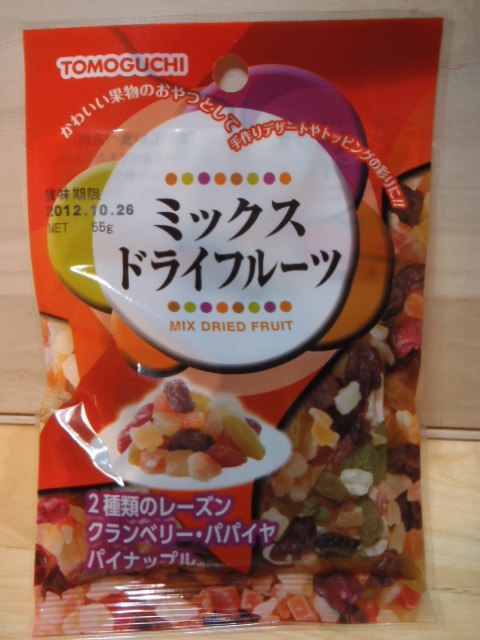 TOMOGUCHI
かわいい果物のおやつとして
手作りデザートやトッピングの彩りに!!
賞味期限
2012.10.26
NET 55g
ミックス
ドライフルーツ
MIX DRIED FRUIT
2種類のレーズン
クランベリー・パパイヤ
パイナップル